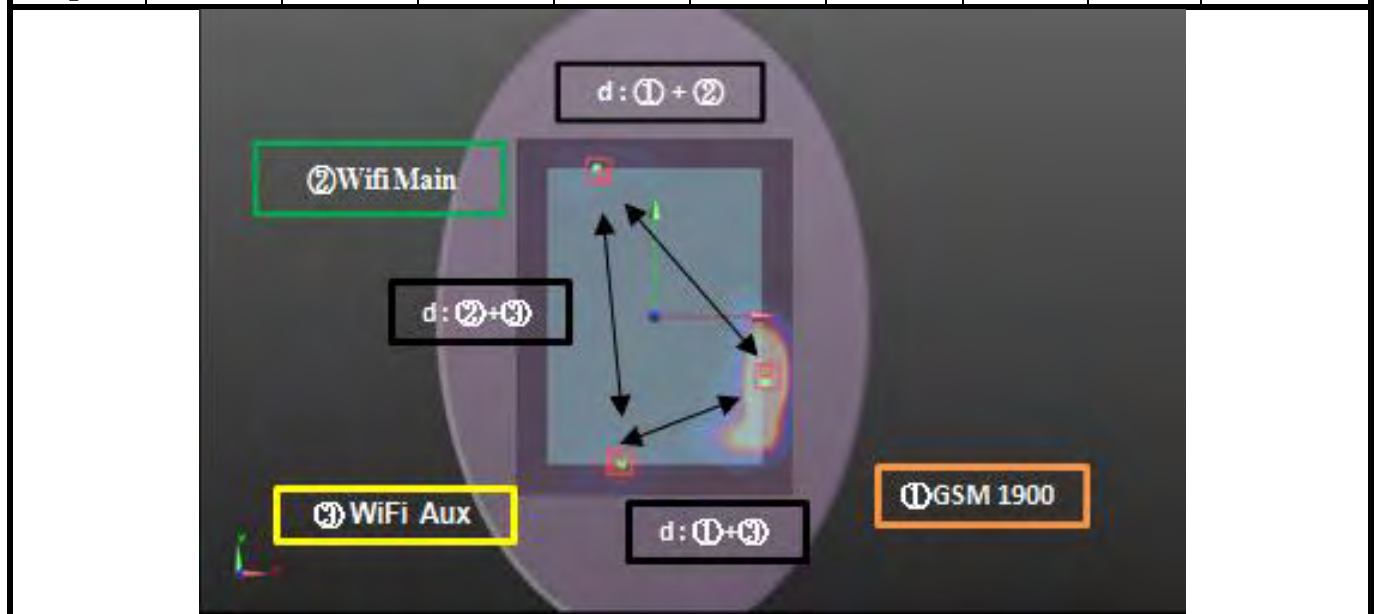 d : ① + ②
②Wifi Main
d : ②+③
③ WiFi Aux
①GSM 1900
d : ①+③